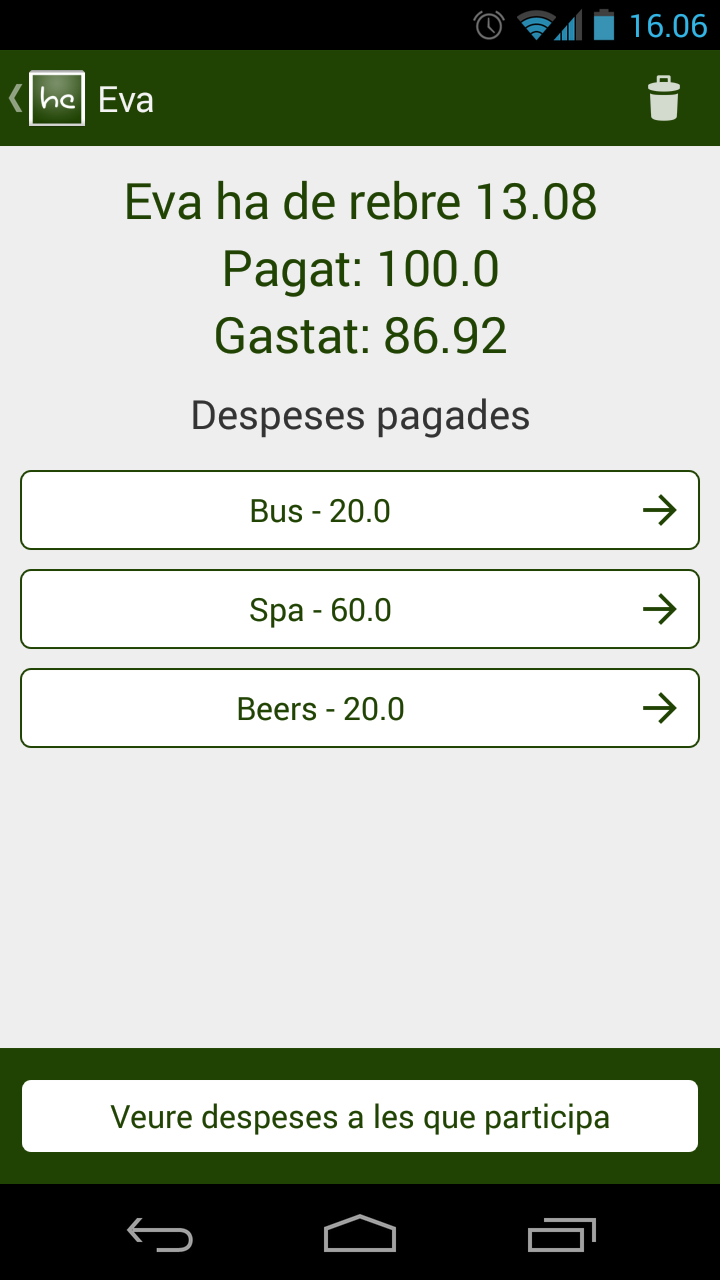 16.06
hc Eva
Eva ha de rebre 13.08
Pagat: 100.0
Gastat: 86.92
Despeses pagades
Bus - 20.0
Spa - 60.0
Beers - 20.0
Veure despeses a les que participa